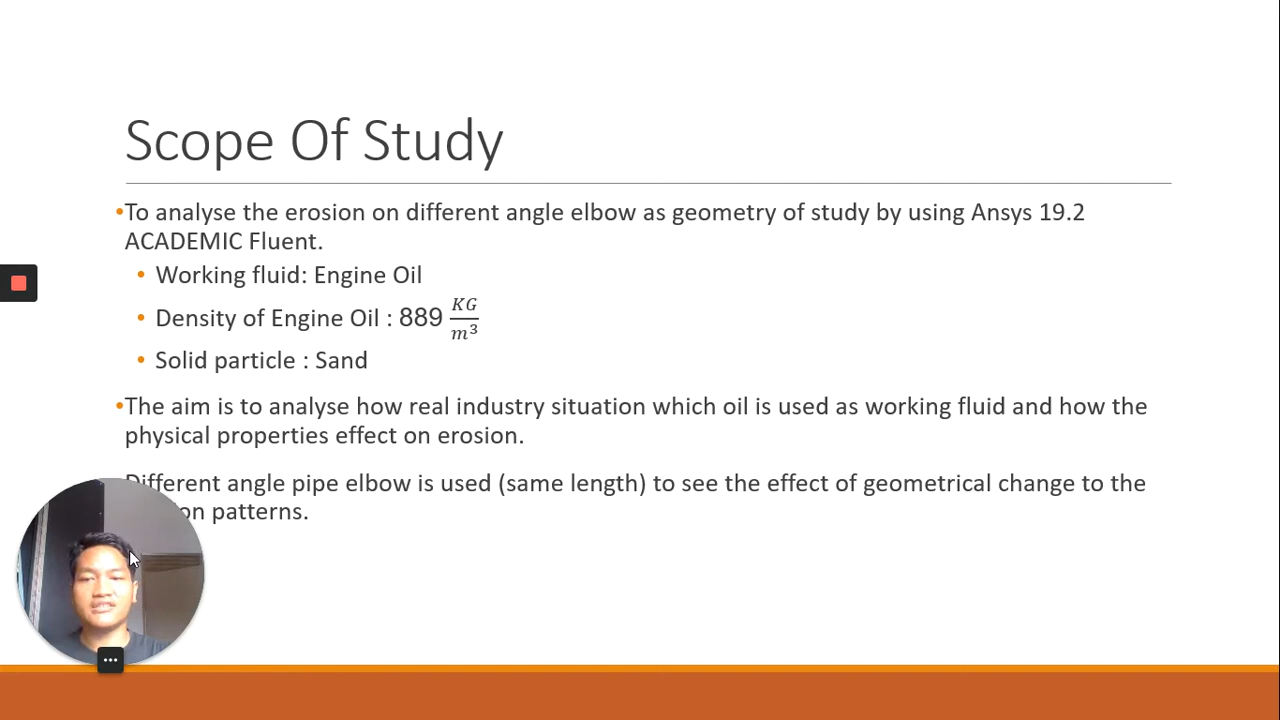 Scope Of Study
•To analyse the erosion on different angle elbow as geometry of study by using Ansys 19.2
ACADEMIC Fluent.
• Working fluid: Engine Oil
• Density of Engine Oil : 889 KG/m³
• Solid particle : Sand
•The aim is to analyse how real industry situation which oil is used as working fluid and how the
physical properties effect on erosion.
Different angle pipe elbow is used (same length) to see the effect of geometrical change to the
patterns.